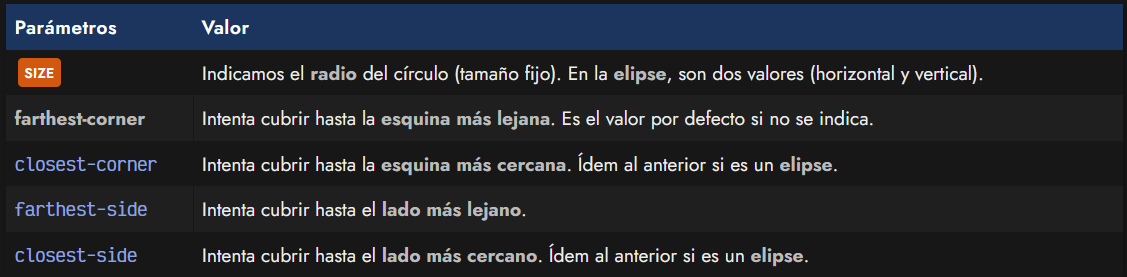 Parámetros Valor
SIZE Indicamos el radio del círculo (tamaño fijo). En la elipse, son dos valores (horizontal y vertical).
farthest-corner Intenta cubrir hasta la esquina más lejana. Es el valor por defecto si no se indica.
closest-corner Intenta cubrir hasta la esquina más cercana. Ídem al anterior si es un elipse.
farthest-side Intenta cubrir hasta el lado más lejano.
closest-side Intenta cubrir hasta el lado más cercano. Ídem al anterior si es un elipse.